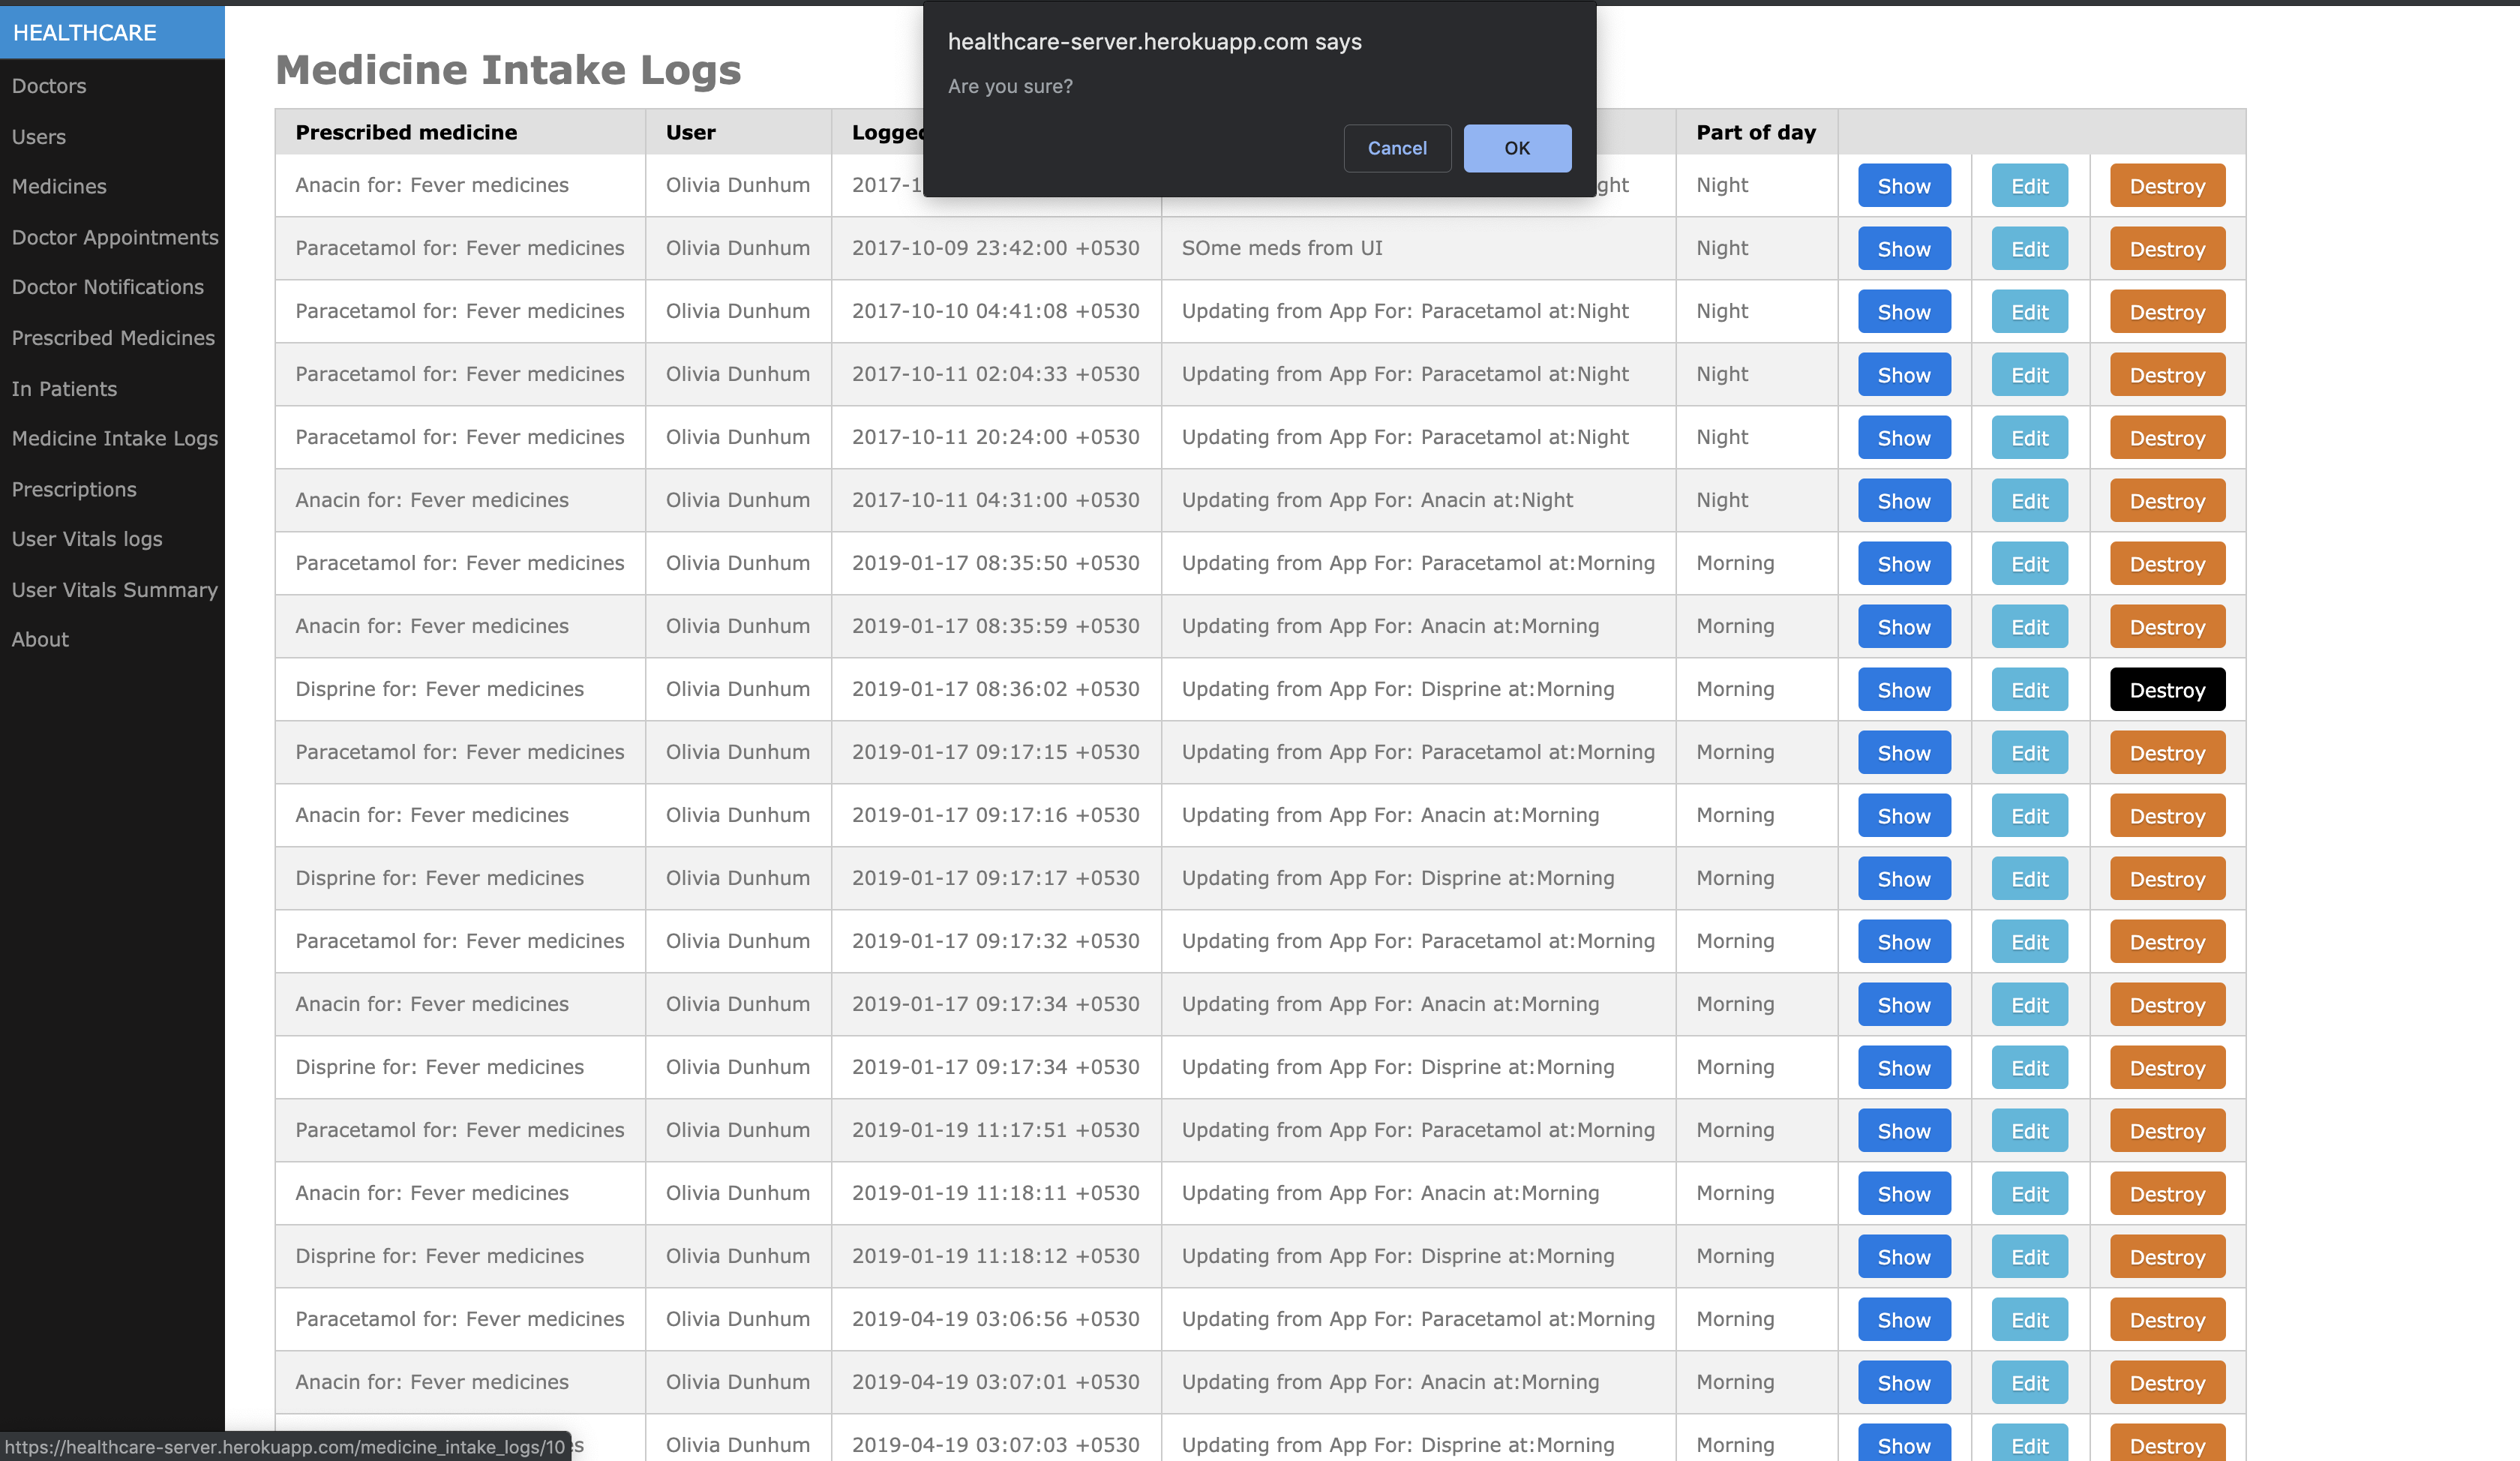 HEALTHCARE
Doctors
Users
Medicines
Doctor Appointments
Doctor Notifications
Prescribed Medicines
In Patients
Medicine Intake Logs
Prescriptions
User Vitals logs
User Vitals Summary
About
healthcare-server.herokuapp.com says
Are you sure?
Cancel OK
Medicine Intake Logs
Prescribed medicine User Logged Part of day
Anacin for: Fever medicines Olivia Dunhum 2017-1 ght Night Show Edit Destroy
Paracetamol for: Fever medicines Olivia Dunhum 2017-10-09 23:42:00 +0530 SOme meds from UI Night Show Edit Destroy
Paracetamol for: Fever medicines Olivia Dunhum 2017-10-10 04:41:08 +0530 Updating from App For: Paracetamol at:Night Night Show Edit Destroy
Paracetamol for: Fever medicines Olivia Dunhum 2017-10-11 02:04:33 +0530 Updating from App For: Paracetamol at:Night Night Show Edit Destroy
Paracetamol for: Fever medicines Olivia Dunhum 2017-10-11 20:24:00 +0530 Updating from App For: Paracetamol at:Night Night Show Edit Destroy
Anacin for: Fever medicines Olivia Dunhum 2017-10-11 04:31:00 +0530 Updating from App For: Anacin at:Night Night Show Edit Destroy
Paracetamol for: Fever medicines Olivia Dunhum 2019-01-17 08:35:50 +0530 Updating from App For: Paracetamol at:Morning Morning Show Edit Destroy
Anacin for: Fever medicines Olivia Dunhum 2019-01-17 08:35:59 +0530 Updating from App For: Anacin at:Morning Morning Show Edit Destroy
Disprine for: Fever medicines Olivia Dunhum 2019-01-17 08:36:02 +0530 Updating from App For: Disprine at:Morning Morning Show Edit Destroy
Paracetamol for: Fever medicines Olivia Dunhum 2019-01-17 09:17:15 +0530 Updating from App For: Paracetamol at:Morning Morning Show Edit Destroy
Anacin for: Fever medicines Olivia Dunhum 2019-01-17 09:17:16 +0530 Updating from App For: Anacin at:Morning Morning Show Edit Destroy
Disprine for: Fever medicines Olivia Dunhum 2019-01-17 09:17:17 +0530 Updating from App For: Disprine at:Morning Morning Show Edit Destroy
Paracetamol for: Fever medicines Olivia Dunhum 2019-01-17 09:17:32 +0530 Updating from App For: Paracetamol at:Morning Morning Show Edit Destroy
Anacin for: Fever medicines Olivia Dunhum 2019-01-17 09:17:34 +0530 Updating from App For: Anacin at:Morning Morning Show Edit Destroy
Disprine for: Fever medicines Olivia Dunhum 2019-01-17 09:17:34 +0530 Updating from App For: Disprine at:Morning Morning Show Edit Destroy
Paracetamol for: Fever medicines Olivia Dunhum 2019-01-19 11:17:51 +0530 Updating from App For: Paracetamol at:Morning Morning Show Edit Destroy
Anacin for: Fever medicines Olivia Dunhum 2019-01-19 11:18:11 +0530 Updating from App For: Anacin at:Morning Morning Show Edit Destroy
Disprine for: Fever medicines Olivia Dunhum 2019-01-19 11:18:12 +0530 Updating from App For: Disprine at:Morning Morning Show Edit Destroy
Paracetamol for: Fever medicines Olivia Dunhum 2019-04-19 03:06:56 +0530 Updating from App For: Paracetamol at:Morning Morning Show Edit Destroy
Anacin for: Fever medicines Olivia Dunhum 2019-04-19 03:07:01 +0530 Updating from App For: Anacin at:Morning Morning Show Edit Destroy
es Olivia Dunhum 2019-04-19 03:07:03 +0530 Updating from App For: Disprine at:Morning Morning Show Edit Destroy
https://healthcare-server.herokuapp.com/medicine_intake_logs/10